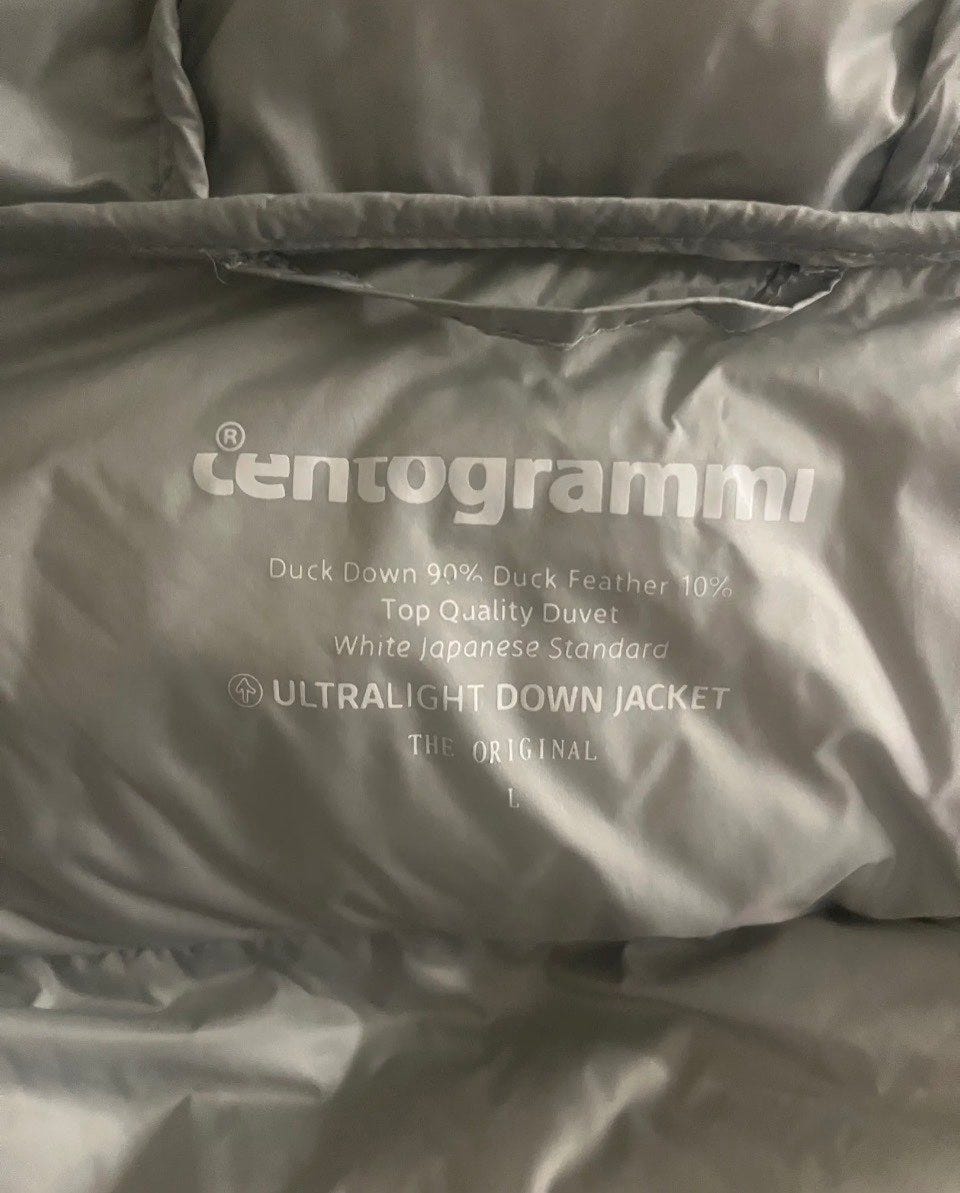 ®
centogrammi
Duck Down 90% Duck Feather 10%
Top Quality Duvet
White Japanese Standard
ULTRALIGHT DOWN JACKET
THE ORIGINAL
L